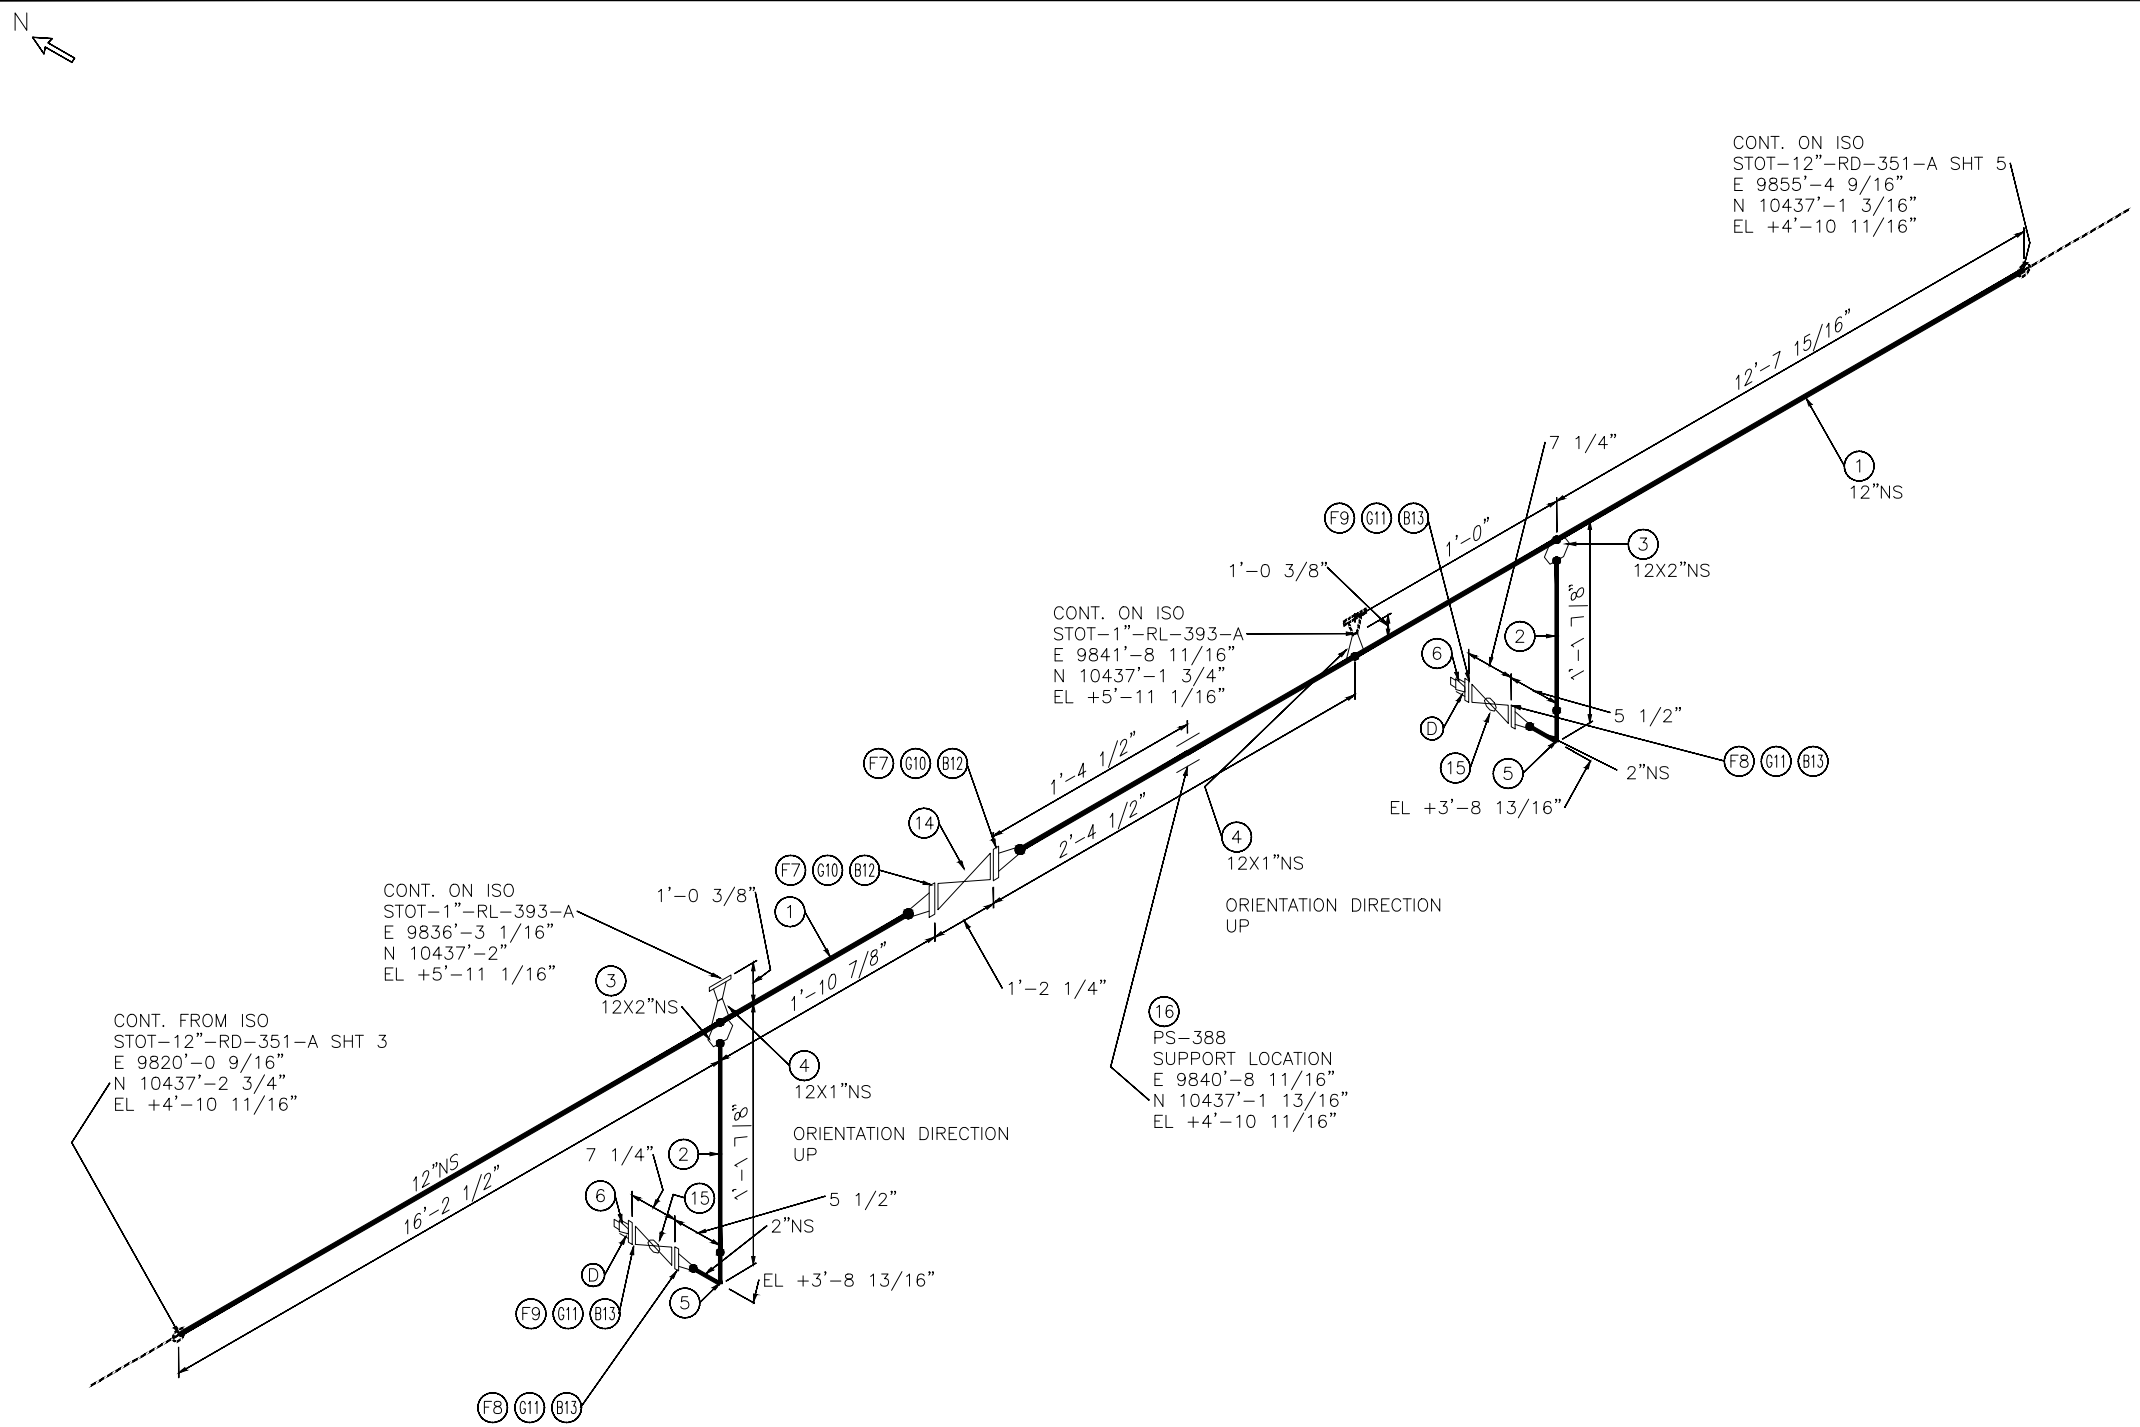 N
CONT. ON ISO
STOT-12"-RD-351-A SHT 5
E 9855'-4 9/16"
N 10437'-1 3/16"
EL +4'-10 11/16"
12'-7 15/16"
7 1/4"
1
12"NS
F9 G11 B13
1'-0"
3
12X2"NS
1'-0 3/8"
CONT. ON ISO
STOT-1"-RL-393-A
E 9841'-8 11/16"
N 10437'-1 3/4"
EL +5'-11 1/16"
1'-1 7/8"
2
6
D
15
5
5 1/2"
2"NS
F8 G11 B13
EL +3'-8 13/16"
1'-4 1/2"
F7 G10 B12
14
2'-4 1/2"
4
12X1"NS
ORIENTATION DIRECTION
UP
F7 G10 B12
1
1'-0 3/8"
CONT. ON ISO
STOT-1"-RL-393-A
E 9836'-3 1/16"
N 10437'-2"
EL +5'-11 1/16"
3
12X2"NS
1'-10 7/8"
1'-2 1/4"
16
PS-388
SUPPORT LOCATION
E 9840'-8 11/16"
N 10437'-1 13/16"
EL +4'-10 11/16"
CONT. FROM ISO
STOT-12"-RD-351-A SHT 3
E 9820'-0 9/16"
N 10437'-2 3/4"
EL +4'-10 11/16"
4
12X1"NS
ORIENTATION DIRECTION
UP
12"NS
16'-2 1/2"
1'-1 7/8"
7 1/4"
2
6
15
5 1/2"
2"NS
D
5
EL +3'-8 13/16"
F9 G11 B13
F8 G11 B13